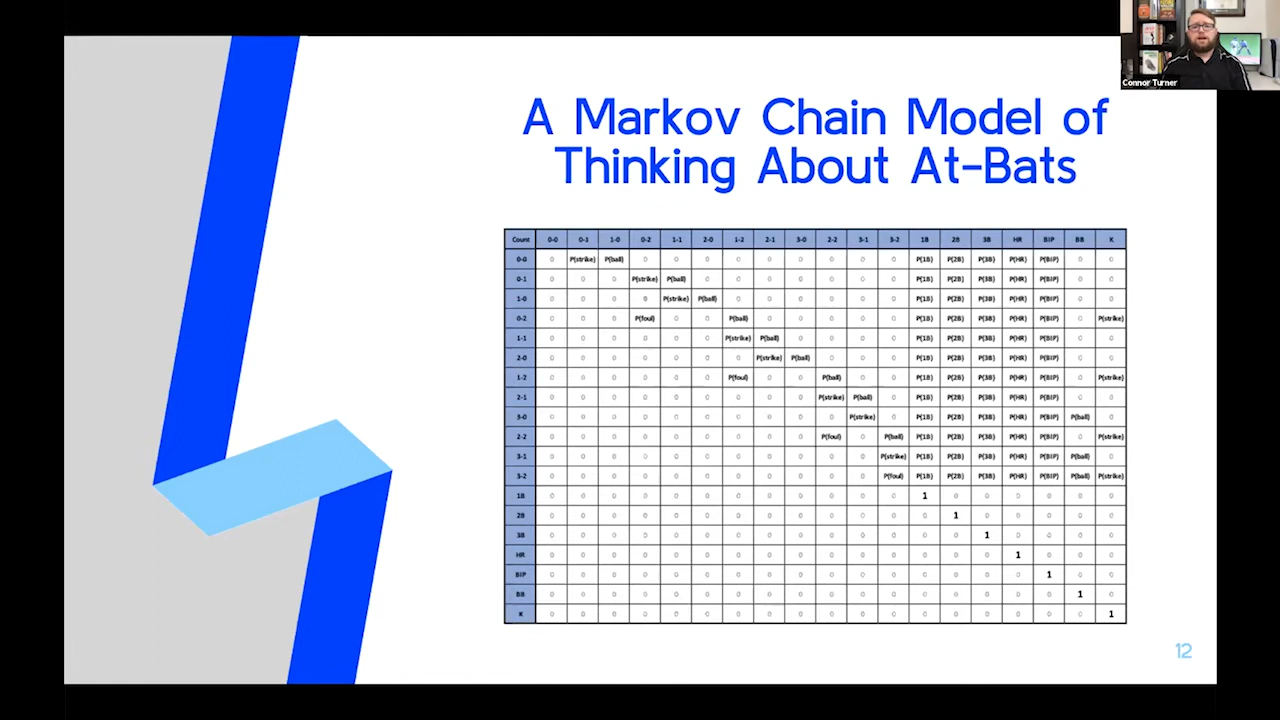 Connor Turner
A Markov Chain Model of
Thinking About At-Bats
Count 0-0 0-1 1-0 0-2 1-1 2-0 1-2 2-1 3-0 2-2 3-1 3-2 1B 2B 3B HR BIP BB K
0-0 0 P(strike) P(ball) 0 0 0 0 0 0 0 0 0 P(1B) P(2B) P(3B) P(HR) P(BIP) 0 0
0-1 0 0 0 P(strike) P(ball) 0 0 0 0 0 0 0 P(1B) P(2B) P(3B) P(HR) P(BIP) 0 0
1-0 0 0 0 0 P(strike) P(ball) 0 0 0 0 0 0 P(1B) P(2B) P(3B) P(HR) P(BIP) 0 0
0-2 0 0 0 P(foul) 0 0 P(ball) 0 0 0 0 0 P(1B) P(2B) P(3B) P(HR) P(BIP) 0 P(strike)
1-1 0 0 0 0 0 0 P(strike) P(ball) 0 0 0 0 P(1B) P(2B) P(3B) P(HR) P(BIP) 0 0
2-0 0 0 0 0 0 0 0 P(strike) P(ball) 0 0 0 P(1B) P(2B) P(3B) P(HR) P(BIP) 0 0
1-2 0 0 0 0 0 0 P(foul) 0 0 P(ball) 0 0 P(1B) P(2B) P(3B) P(HR) P(BIP) 0 P(strike)
2-1 0 0 0 0 0 0 0 0 0 P(strike) P(ball) 0 P(1B) P(2B) P(3B) P(HR) P(BIP) 0 0
3-0 0 0 0 0 0 0 0 0 0 0 P(strike) 0 P(1B) P(2B) P(3B) P(HR) P(BIP) P(ball) 0
2-2 0 0 0 0 0 0 0 0 0 P(foul) 0 P(ball) P(1B) P(2B) P(3B) P(HR) P(BIP) 0 P(strike)
3-1 0 0 0 0 0 0 0 0 0 0 0 P(strike) P(1B) P(2B) P(3B) P(HR) P(BIP) P(ball) 0
3-2 0 0 0 0 0 0 0 0 0 0 0 P(foul) P(1B) P(2B) P(3B) P(HR) P(BIP) P(ball) P(strike)
1B 0 0 0 0 0 0 0 0 0 0 0 0 1 0 0 0 0 0 0
2B 0 0 0 0 0 0 0 0 0 0 0 0 0 1 0 0 0 0 0
3B 0 0 0 0 0 0 0 0 0 0 0 0 0 0 1 0 0 0 0
HR 0 0 0 0 0 0 0 0 0 0 0 0 0 0 0 1 0 0 0
BIP 0 0 0 0 0 0 0 0 0 0 0 0 0 0 0 0 1 0 0
BB 0 0 0 0 0 0 0 0 0 0 0 0 0 0 0 0 0 1 0
K 0 0 0 0 0 0 0 0 0 0 0 0 0 0 0 0 0 0 1
12